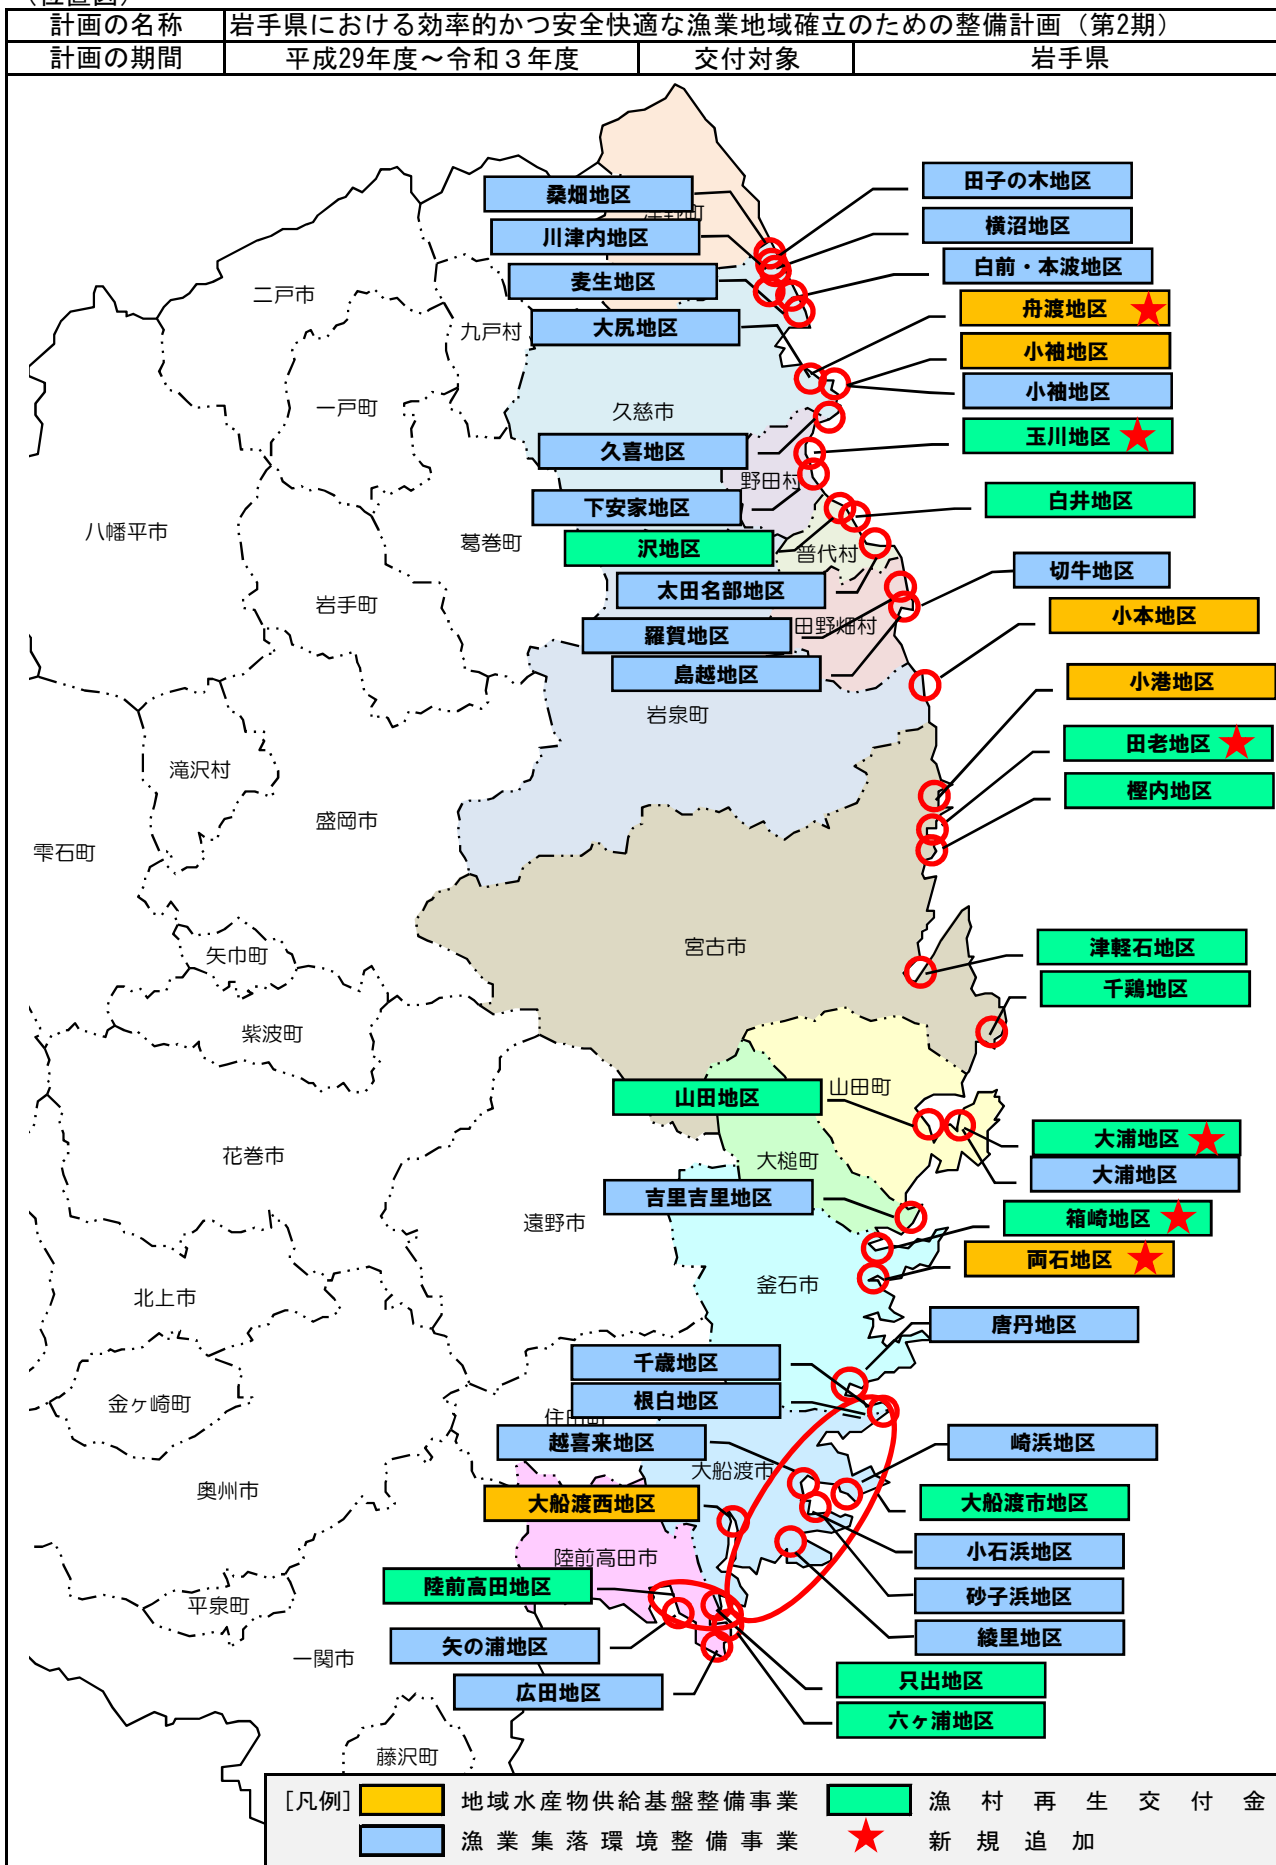 計画の名称
岩手県における効率的かつ安全快適な漁業地域確立のための整備計画（第2期）
計画の期間
平成29年度～令和３年度
交付対象
岩手県
桑畑地区
田子の木地区
川津内地区
横沼地区
麦生地区
白前・本波地区
大尻地区
舟渡地区
小袖地区
小袖地区
久喜地区
玉川地区
下安家地区
白井地区
沢地区
太田名部地区
切牛地区
羅賀地区
小本地区
島越地区
小港地区
田老地区
樫内地区
津軽石地区
千鶏地区
山田地区
大浦地区
大浦地区
吉里吉里地区
箱崎地区
両石地区
唐丹地区
千歳地区
根白地区
越喜来地区
崎浜地区
大船渡西地区
大船渡市地区
小石浜地区
陸前高田地区
砂子浜地区
矢の浦地区
綾里地区
広田地区
只出地区
六ヶ浦地区
二戸市
九戸村
一戸町
久慈市
野田村
八幡平市
葛巻町
普代村
岩手町
田野畑村
岩泉町
滝沢村
盛岡市
雫石町
宮古市
矢巾町
紫波町
山田町
花巻市
大槌町
遠野市
釜石市
北上市
金ヶ崎町
大船渡市
奥州市
陸前高田市
平泉町
一関市
藤沢町
[凡例]
地域水産物供給基盤整備事業
漁村再生交付金
漁業集落環境整備事業
新規追加